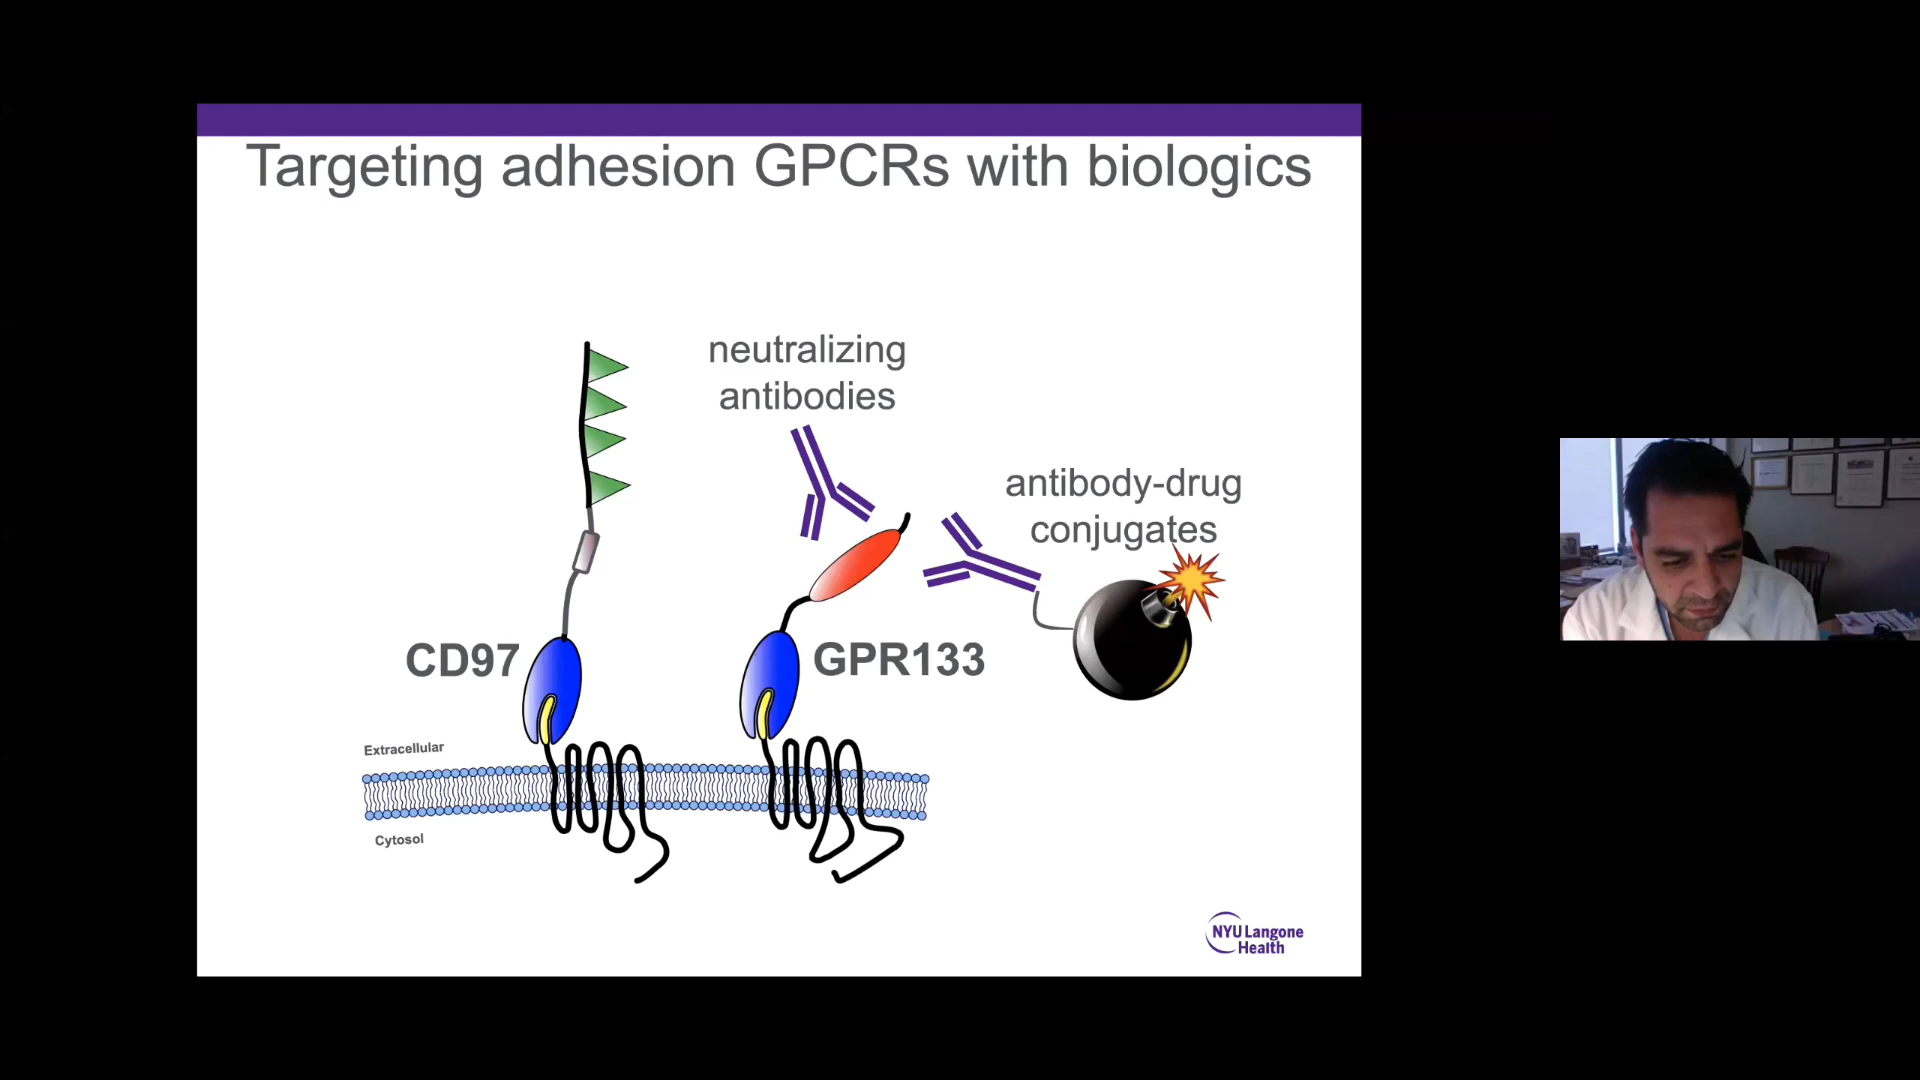 Targeting adhesion GPCRs with biologics
neutralizing
antibodies
antibody-drug
conjugates
CD97
GPR133
Extracellular
Cytosol
NYU Langone
Health